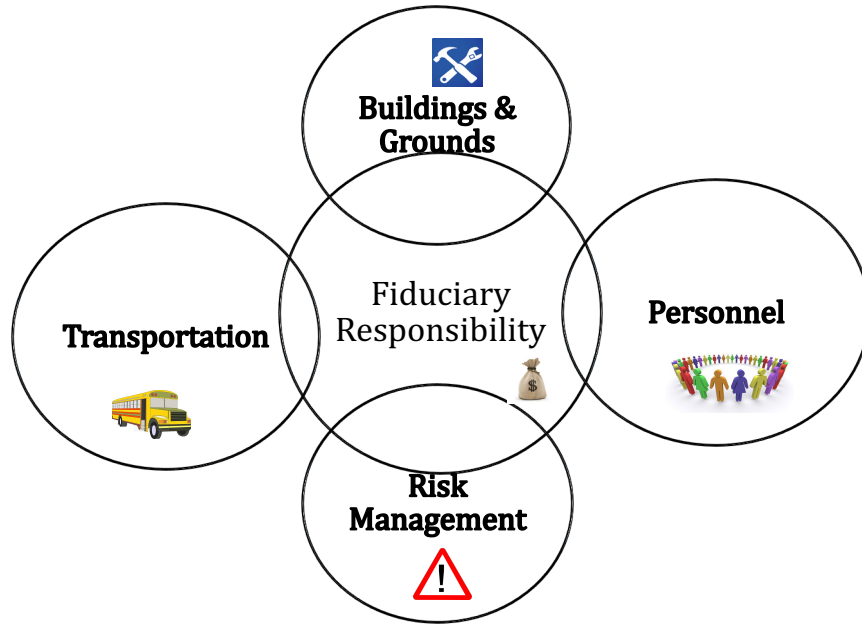 Buildings &
Grounds
Fiduciary
Responsibility
Transportation
Personnel
$
Risk
Management
!